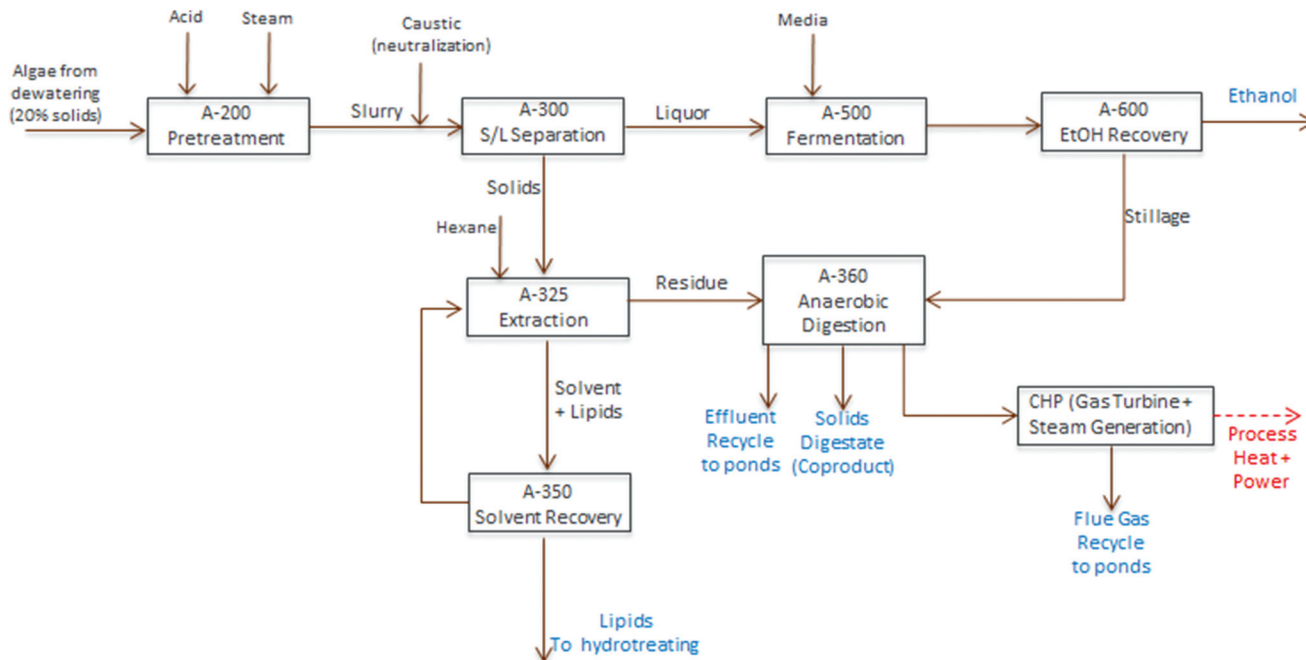 Acid
Steam
Caustic
(neutralization)
Media
Algae from
dewatering
(20% solids)
A-200
Pretreatment
Slurry
A-300
S/L Separation
Liquor
A-500
Fermentation
A-600
EtOH Recovery
Ethanol
Solids
Hexane
Stillage
A-325
Extraction
Residue
A-360
Anaerobic
Digestion
Solvent
+ Lipids
Effluent
Recycle
to ponds
Solids
Digestate
(Coproduct)
CHP (Gas Turbine +
Steam Generation)
Process
Heat +
Power
A-350
Solvent Recovery
Flue Gas
Recycle
to ponds
Lipids
To hydrotreating